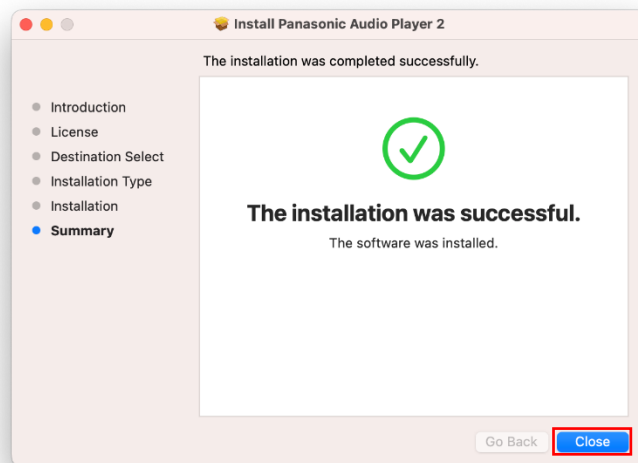 Install Panasonic Audio Player 2
The installation was completed successfully.
Introduction
License
Destination Select
Installation Type
Installation
Summary
The installation was successful.
The software was installed.
Go Back
Close